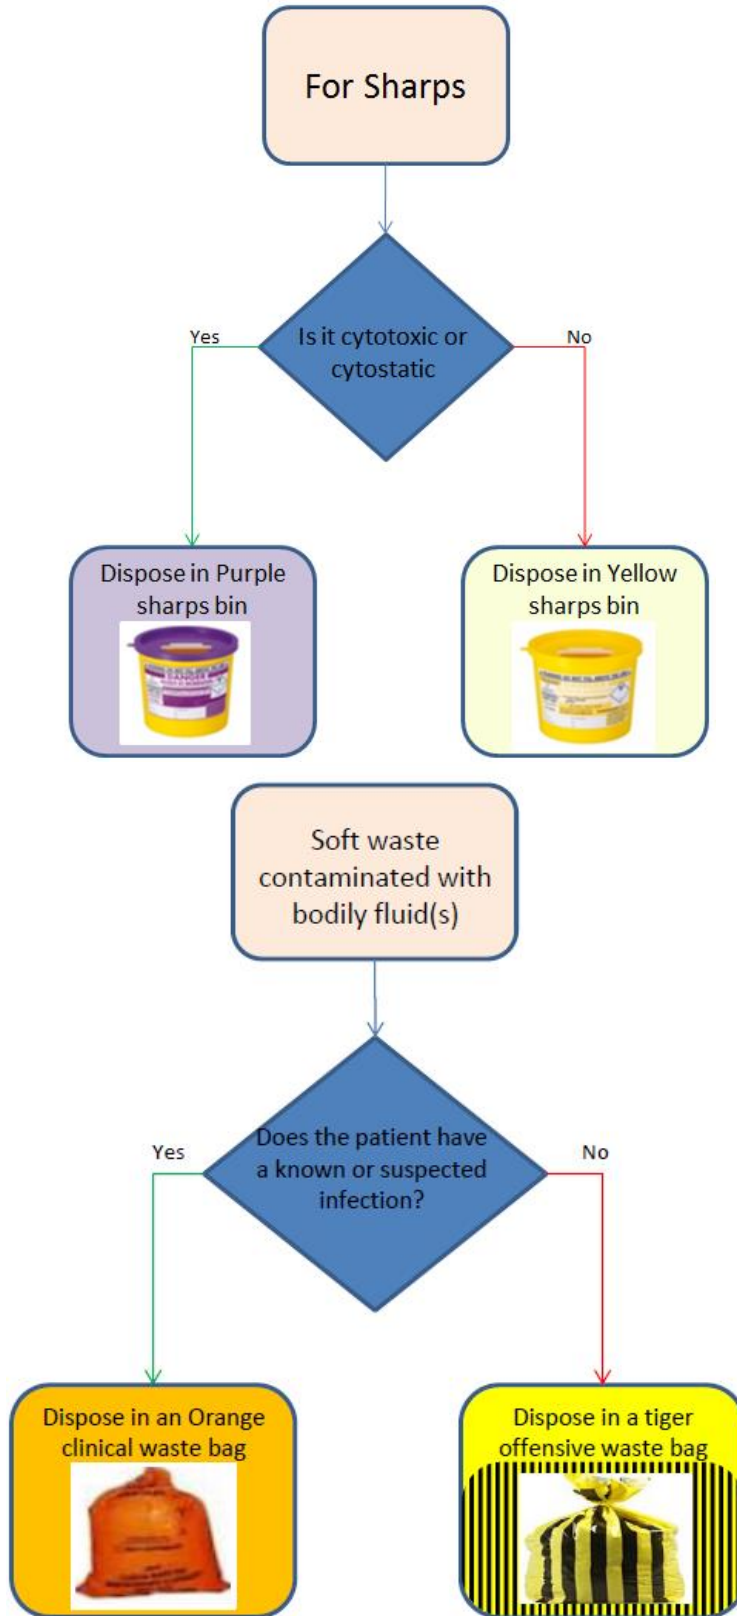 For Sharps
Is it cytotoxic or
cytostatic
Yes
No
Dispose in Purple
sharps bin
DANGER
Dispose in Yellow
sharps bin
Soft waste
contaminated with
bodily fluid(s)
Does the patient have
a known or suspected
infection?
Yes
No
Dispose in an Orange
clinical waste bag
Dispose in a tiger
offensive waste bag